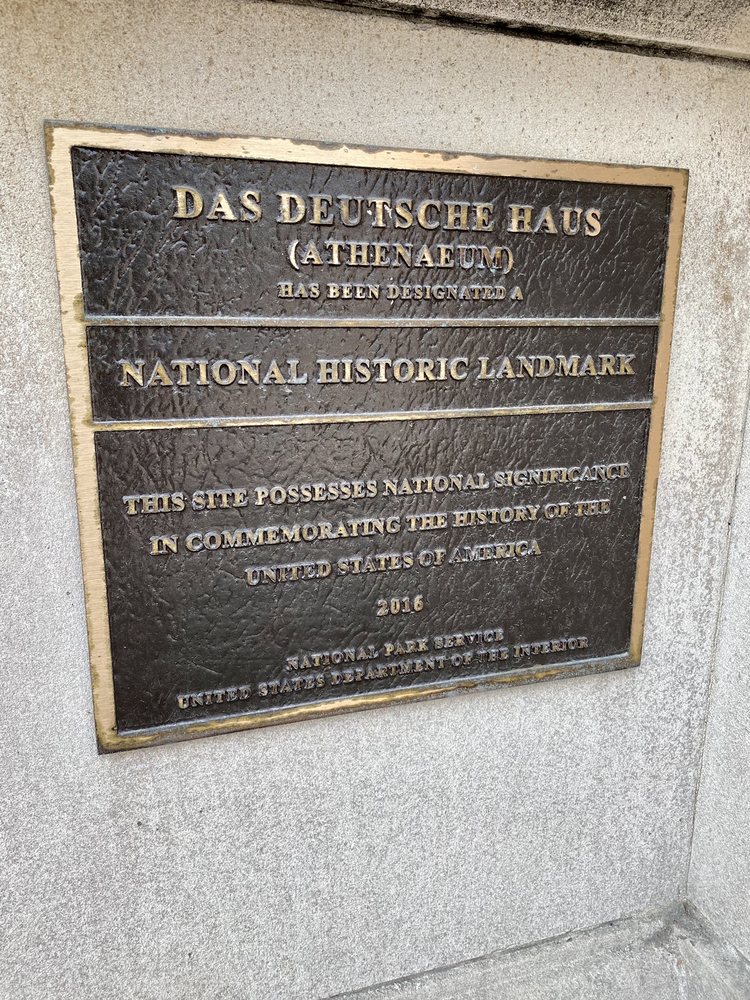 DAS DEUTSCHE HAUS
(ATHENAEUM)
HAS BEEN DESIGNATED A
NATIONAL HISTORIC LANDMARK
THIS SITE POSSESSES NATIONAL SIGNIFICANCE
IN COMMEMORATING THE HISTORY OF THE
UNITED STATES OF AMERICA
2016
NATIONAL PARK SERVICE
UNITED STATES DEPARTMENT OF THE INTERIOR